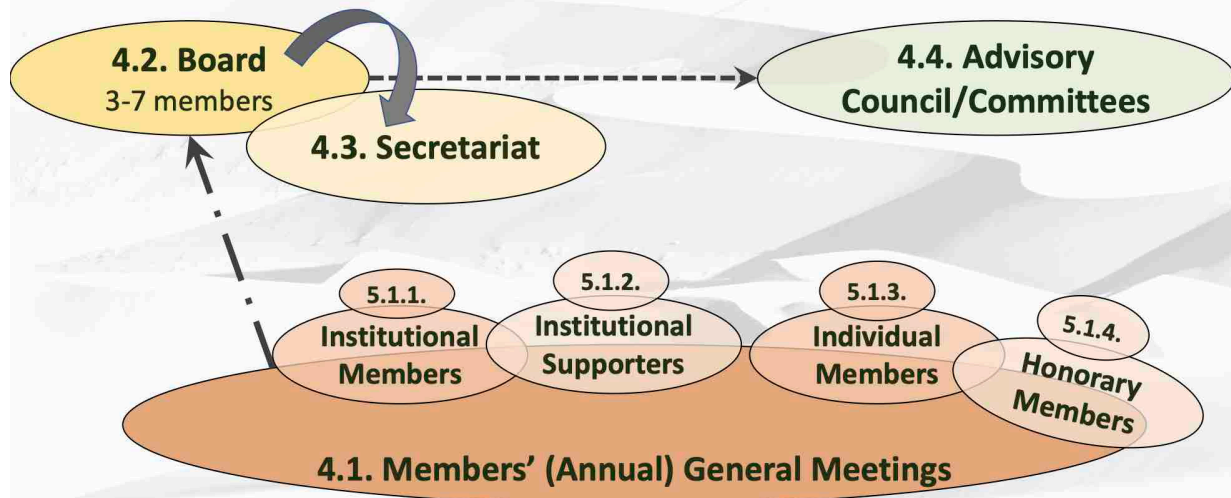 4.2. Board
3-7 members
4.4. Advisory
Council/Committees
4.3. Secretariat
5.1.1.
Institutional
Members
5.1.2.
Institutional
Supporters
5.1.3.
Individual
Members
5.1.4.
Honorary
Members
4.1. Members’ (Annual) General Meetings